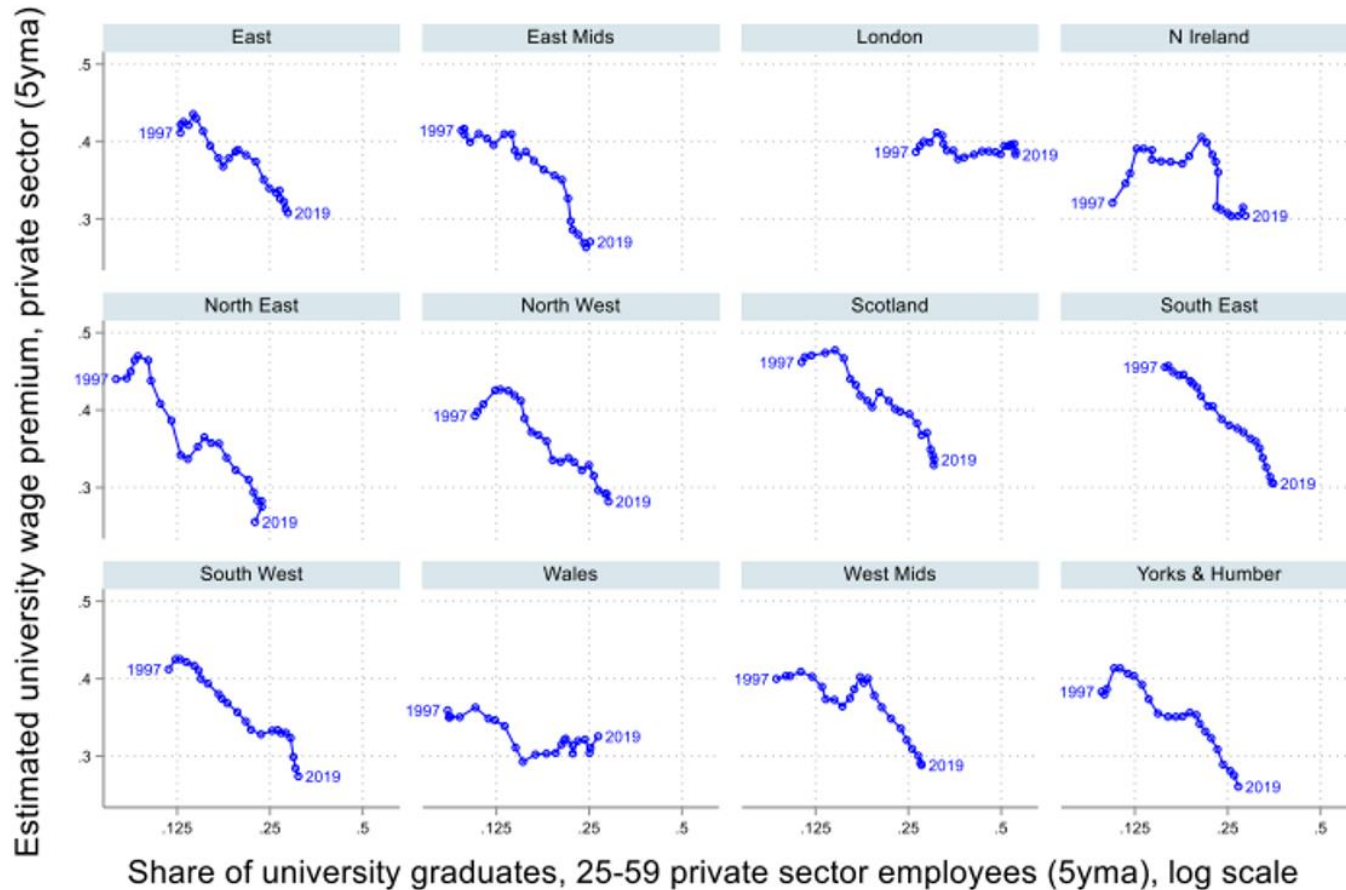 Estimated university wage premium, private sector (5yma)
East
East Mids
London
N Ireland
.5
.4
.3
1997
2019
1997
2019
1997
2019
1997
2019
North East
North West
Scotland
South East
.5
.4
.3
1997
2019
1997
2019
1997
2019
1997
2019
South West
Wales
West Mids
Yorks & Humber
.5
.4
.3
1997
2019
1997
2019
1997
2019
1997
2019
.125 .25 .5
.125 .25 .5
.125 .25 .5
.125 .25 .5
Share of university graduates, 25-59 private sector employees (5yma), log scale